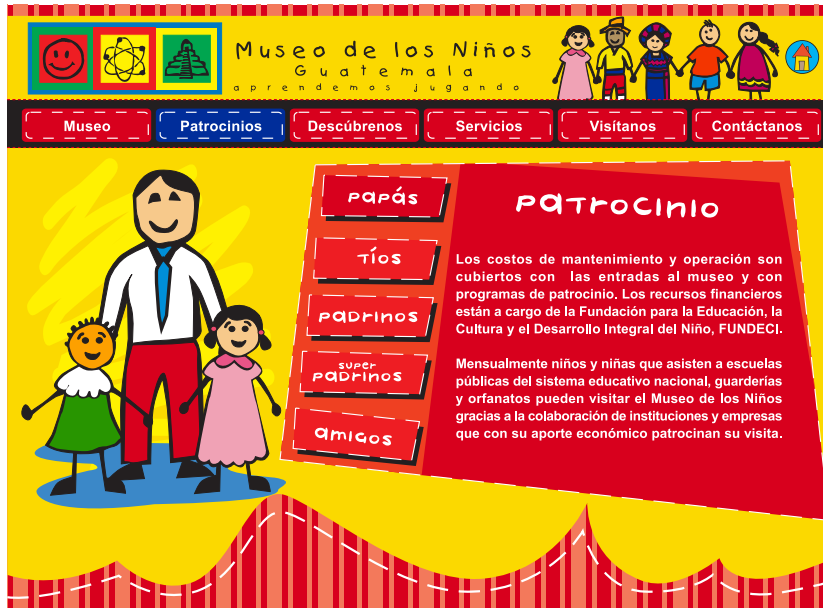 Museo de los Niños
Guatemala
aprendemos jugando
Museo
Patrocinios
Descúbrenos
Servicios
Visítanos
Contáctanos
papás
tíos
padrinos
super
padrinos
amigos
Patrocinio
Los costos de mantenimiento y operación son
cubiertos con las entradas al museo y con
programas de patrocinio. Los recursos financieros
están a cargo de la Fundación para la Educación, la
Cultura y el Desarrollo Integral del Niño, FUNDECI.
Mensualmente niños y niñas que asisten a escuelas
públicas del sistema educativo nacional, guarderías
y orfanatos pueden visitar el Museo de los Niños
gracias a la colaboración de instituciones y empresas
que con su aporte económico patrocinan su visita.